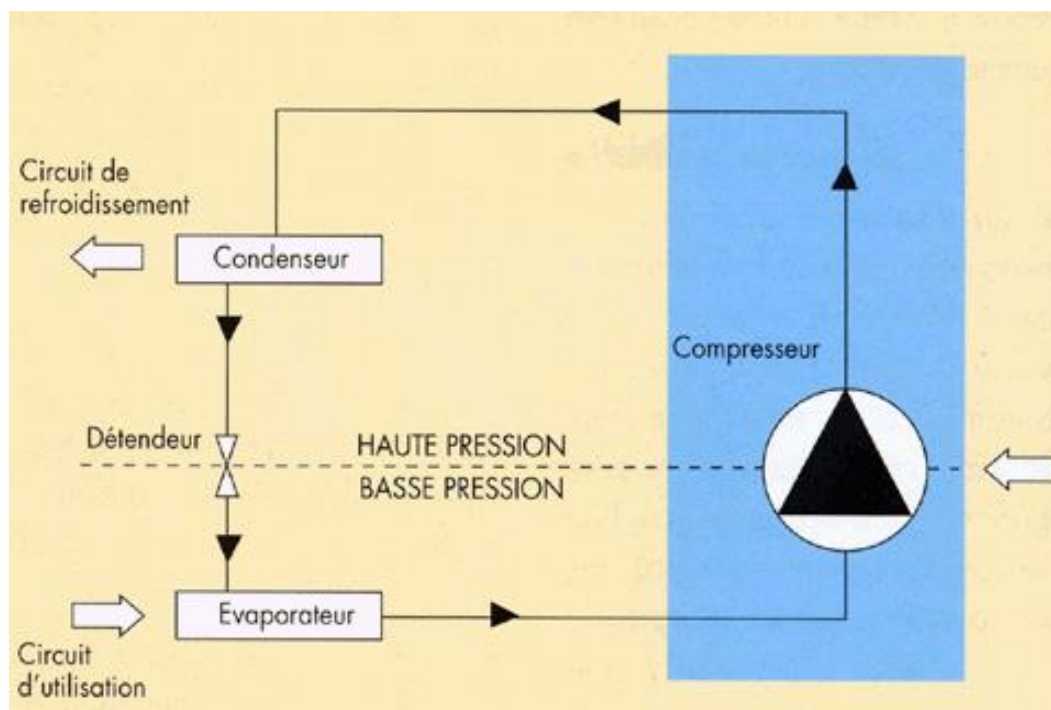 Circuit de
refroidissement
Condenseur
Compresseur
Détendeur
HAUTE PRESSION
BASSE PRESSION
Evaporateur
Circuit
d'utilisation